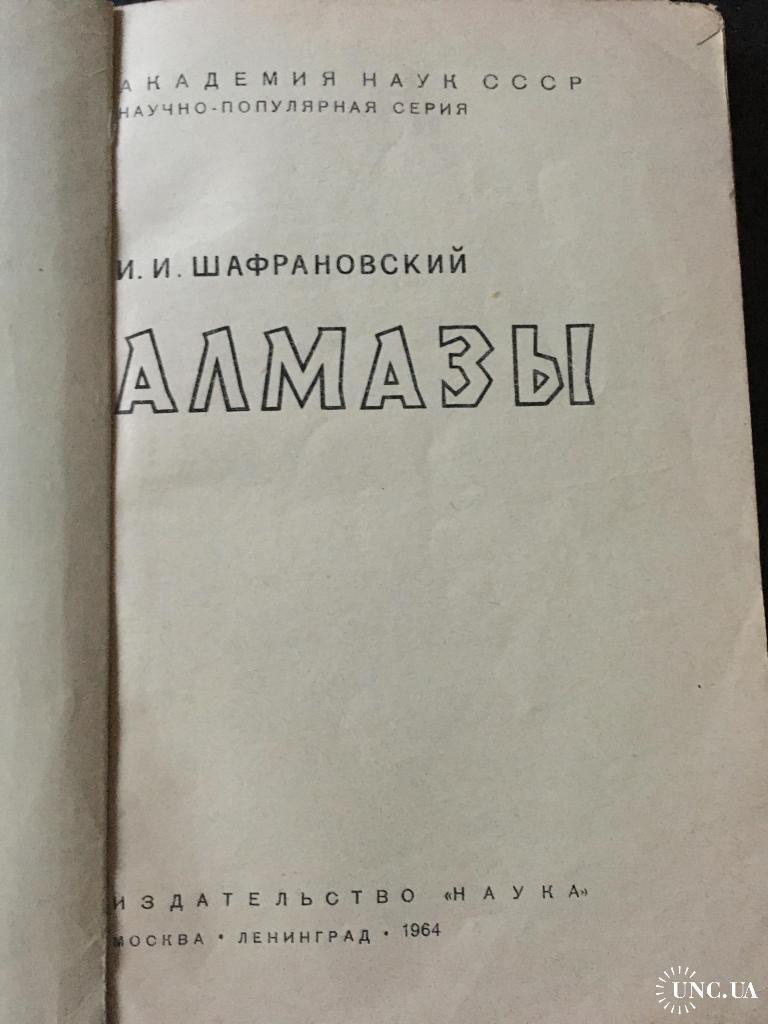 АКАДЕМИЯ НАУК СССР
НАУЧНО-ПОПУЛЯРНАЯ СЕРИЯ
И. И. ШАФРАНОВСКИЙ
АЛМАЗЫ
ИЗДАТЕЛЬСТВО «НАУКА»
МОСКВА • ЛЕНИНГРАД • 1964
UNC.UA